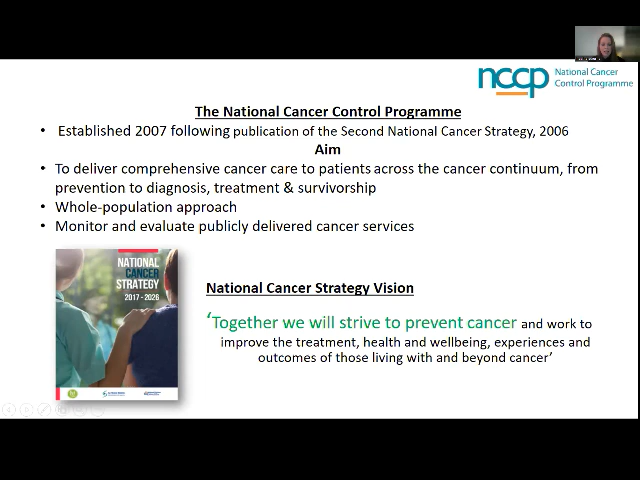 nccp National Cancer
Control Programme
The National Cancer Control Programme
• Established 2007 following publication of the Second National Cancer Strategy, 2006
Aim
• To deliver comprehensive cancer care to patients across the cancer continuum, from
prevention to diagnosis, treatment & survivorship
• Whole-population approach
• Monitor and evaluate publicly delivered cancer services
NATIONAL
CANCER
STRATEGY
2017 - 2026
National Cancer Strategy Vision
‘Together we will strive to prevent cancer and work to
improve the treatment, health and wellbeing, experiences and
outcomes of those living with and beyond cancer’